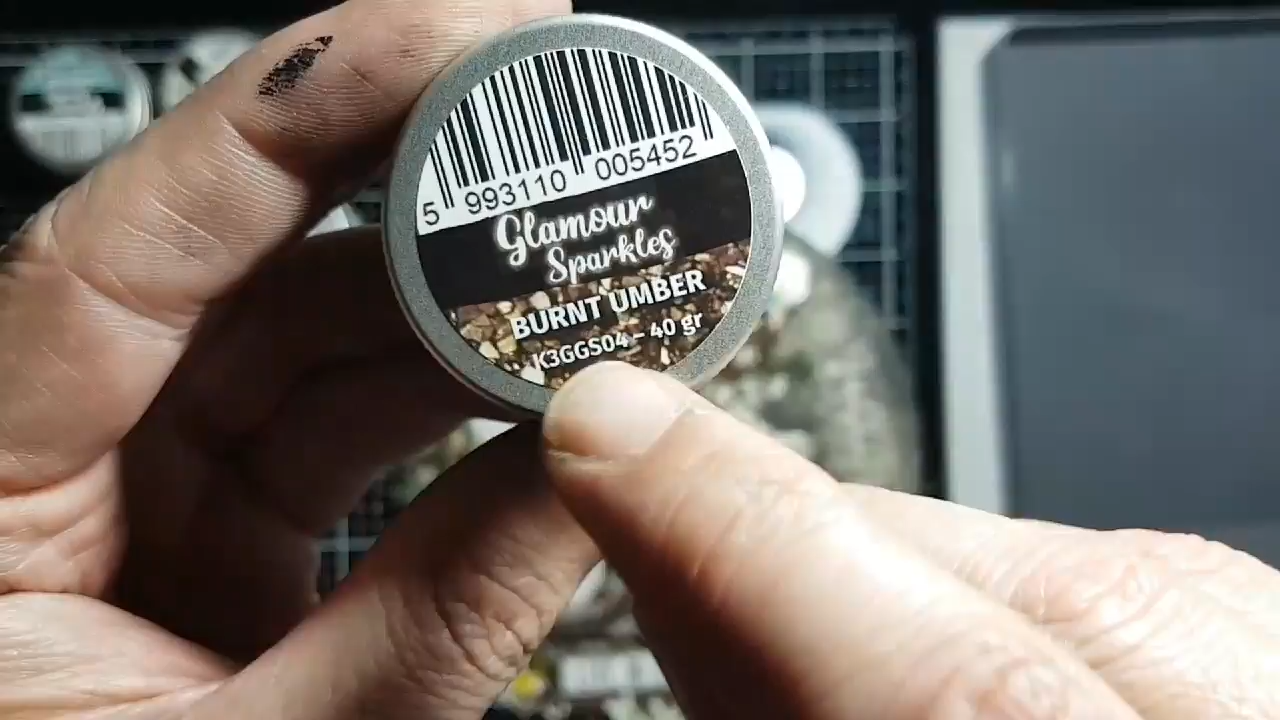 5 993110 005452
Glamour
Sparkles
BURNT UMBER
K3GGS04 – 40 gr